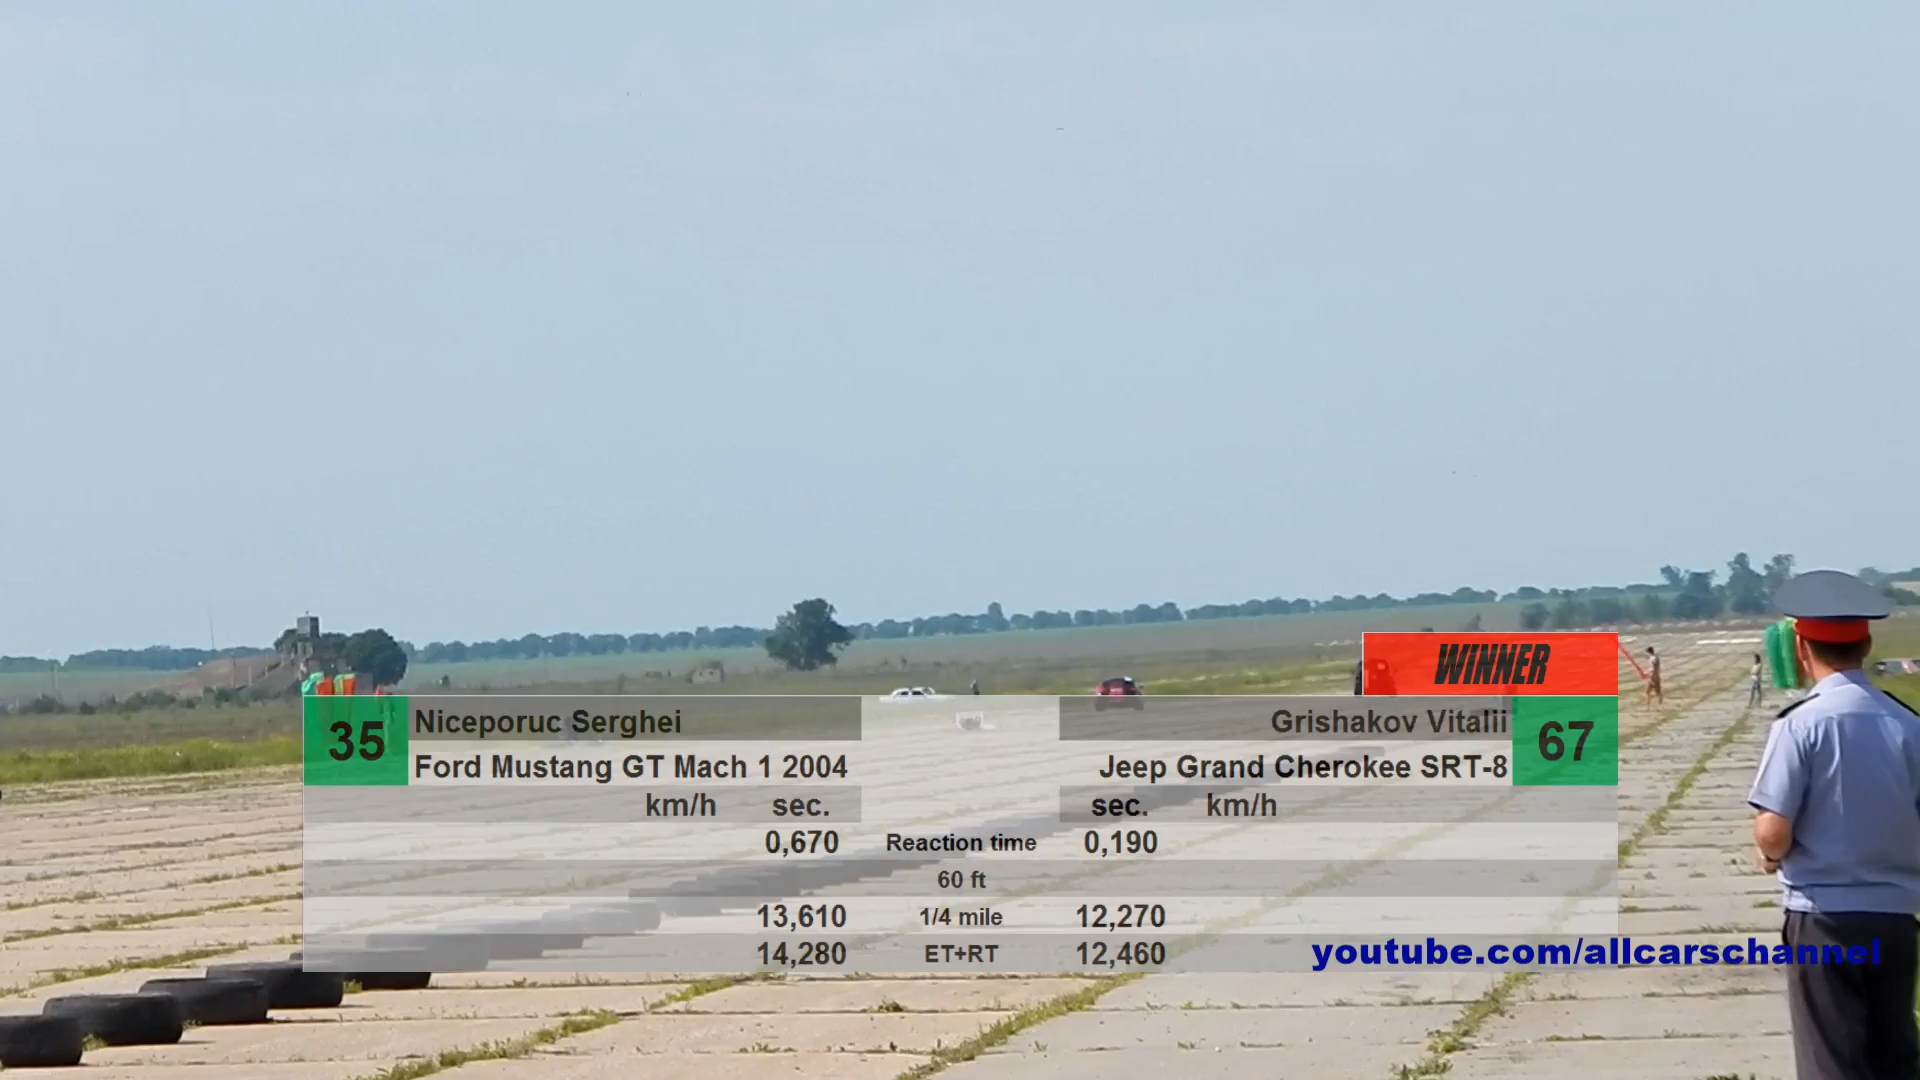 WINNER
35 Niceporuc Serghei Grishakov Vitalii 67
Ford Mustang GT Mach 1 2004 Jeep Grand Cherokee SRT-8
km/h sec. sec. km/h
0,670 Reaction time 0,190
60 ft
13,610 1/4 mile 12,270
14,280 ET+RT 12,460
youtube.com/allcarschannel